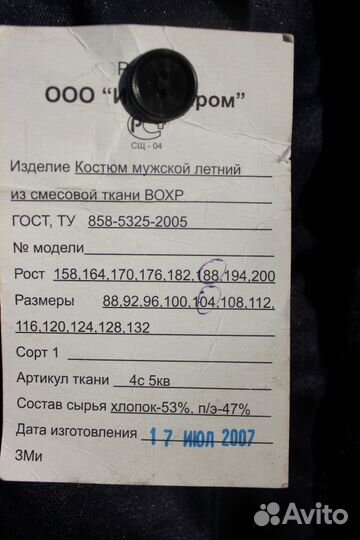 ООО "
ром"
РС
СЩ - 04
Изделие Костюм мужской летний
из смесовой ткани ВОХР
ГОСТ, ТУ 858-5325-2005
№ модели
Рост 158,164,170,176,182,188,194,200
Размеры 88,92,96,100,104,108,112,
116,120,124,128,132
Сорт 1
Артикул ткани 4с 5кв
Состав сырья хлопок-53%, п/э-47%
Дата изготовления 17 ИЮЛ 2007
ЗМи
Avito